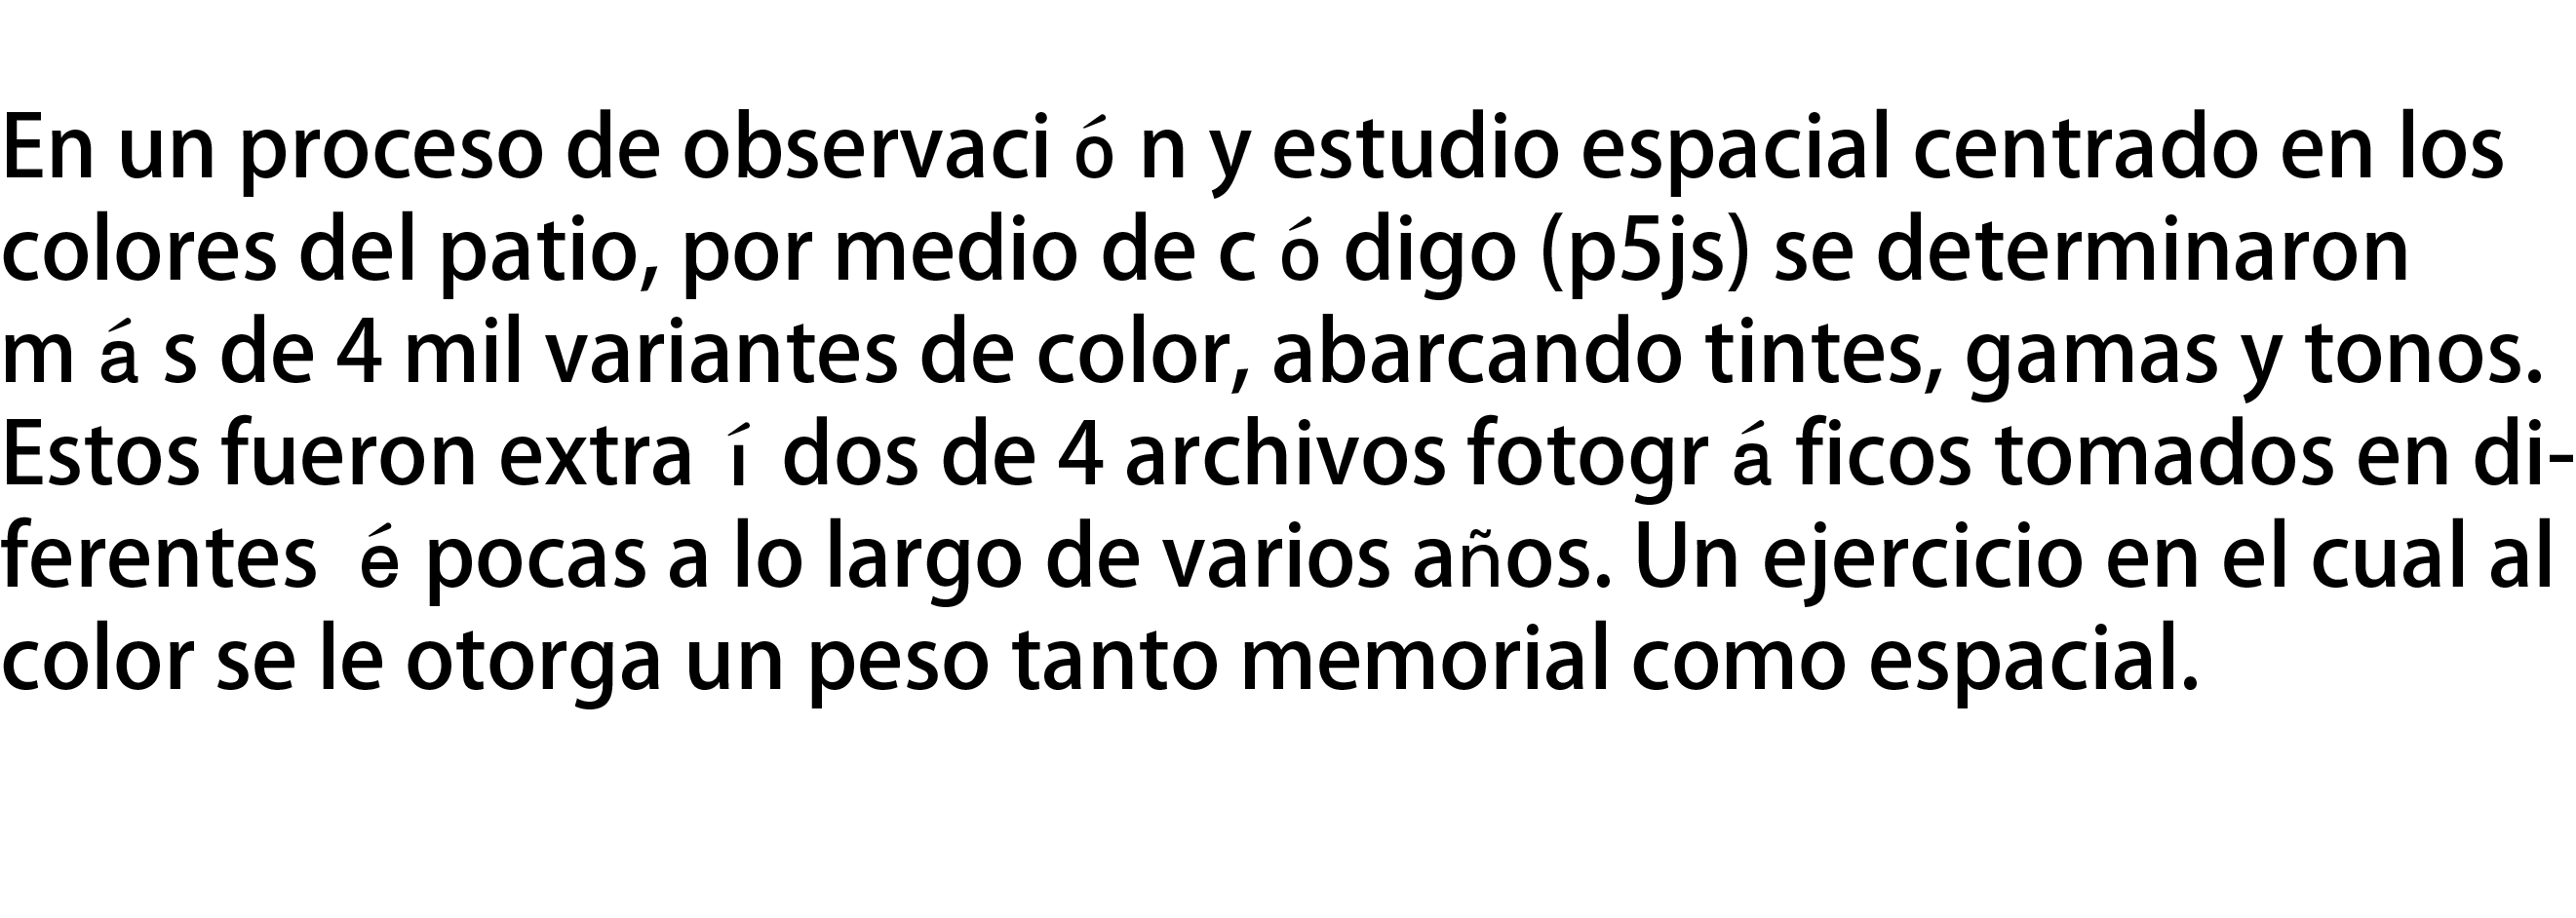 En un proceso de observación y estudio espacial centrado en los
colores del patio, por medio de código (p5js) se determinaron
más de 4 mil variantes de color, abarcando tintes, gamas y tonos.
Estos fueron extraídos de 4 archivos fotográficos tomados en di-
ferentes épocas a lo largo de varios años. Un ejercicio en el cual al
color se le otorga un peso tanto memorial como espacial.